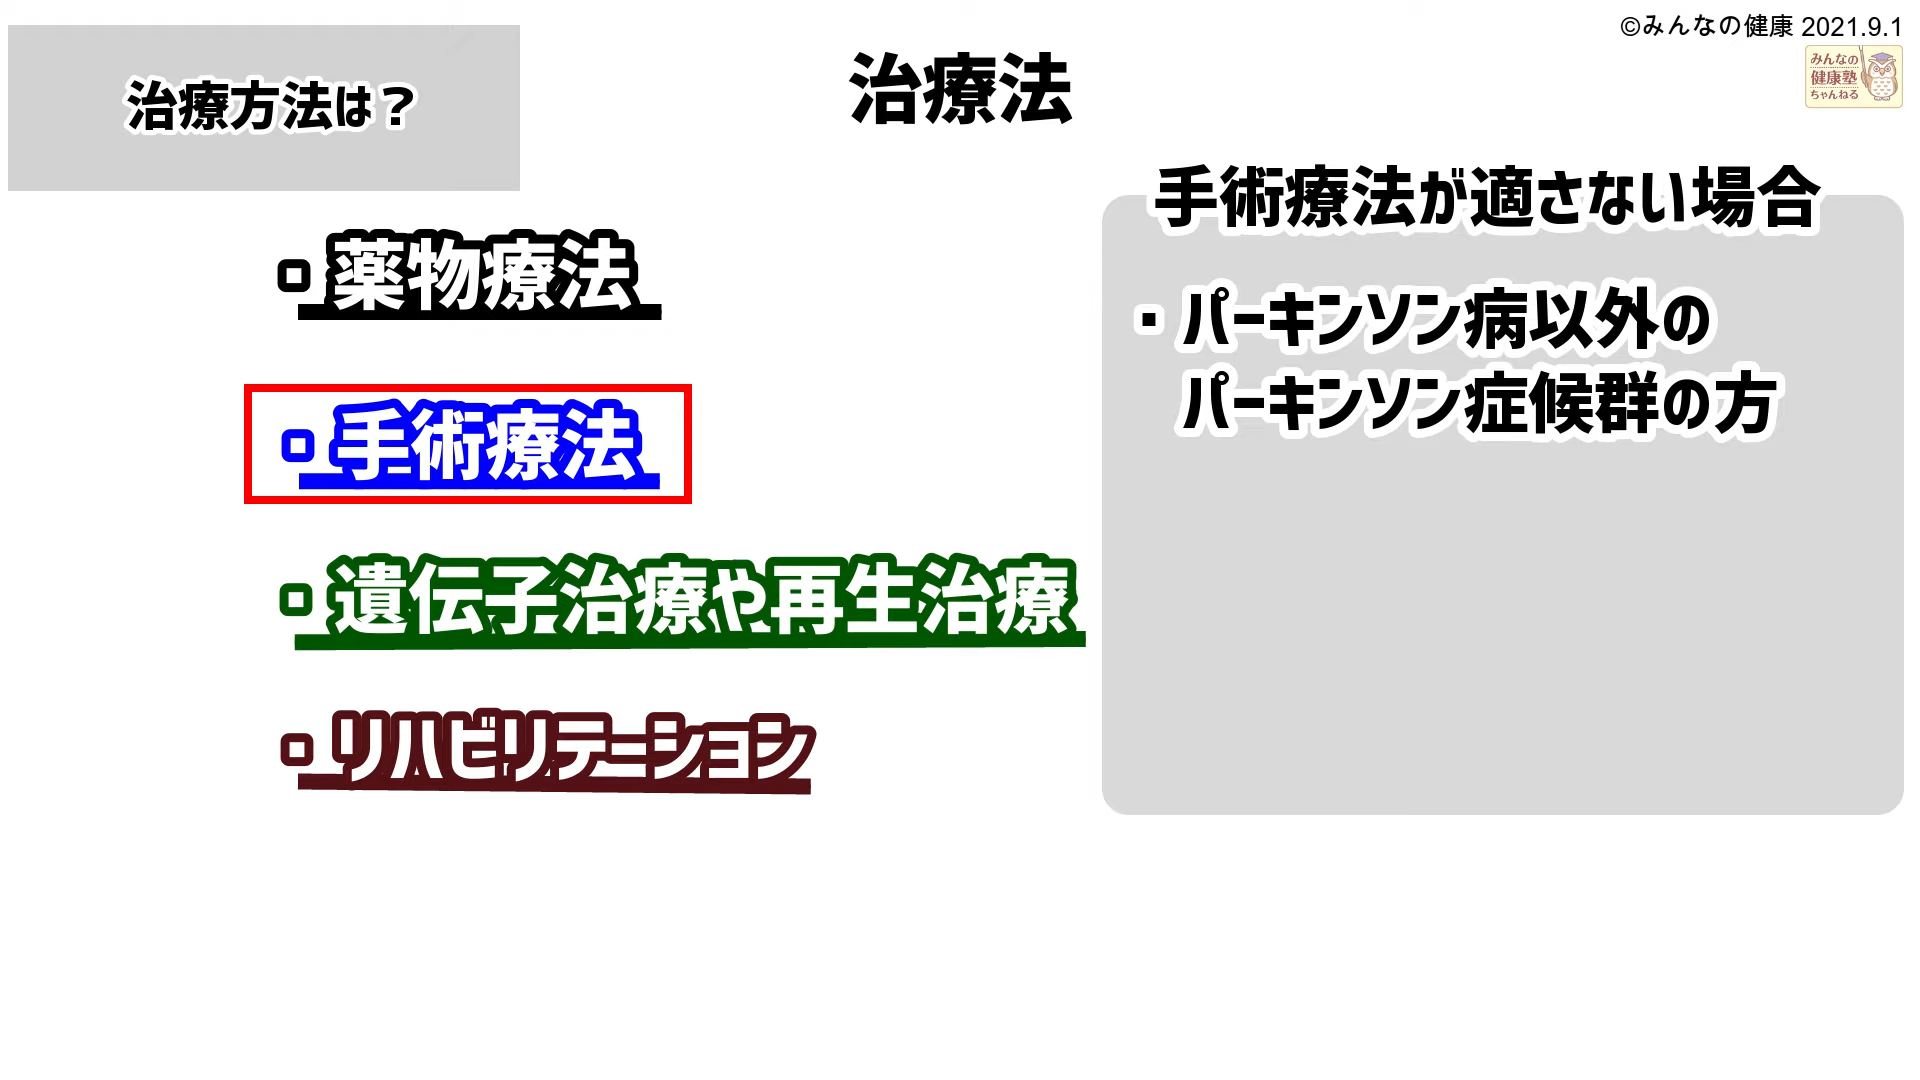 ©みんなの健康 2021.9.1
みんなの
健康塾
ちゃんねる
治療方法は？
治療法
・薬物療法
・手術療法
・遺伝子治療や再生治療
・リハビリテーション
手術療法が適さない場合
・パーキンソン病以外の
パーキンソン症候群の方